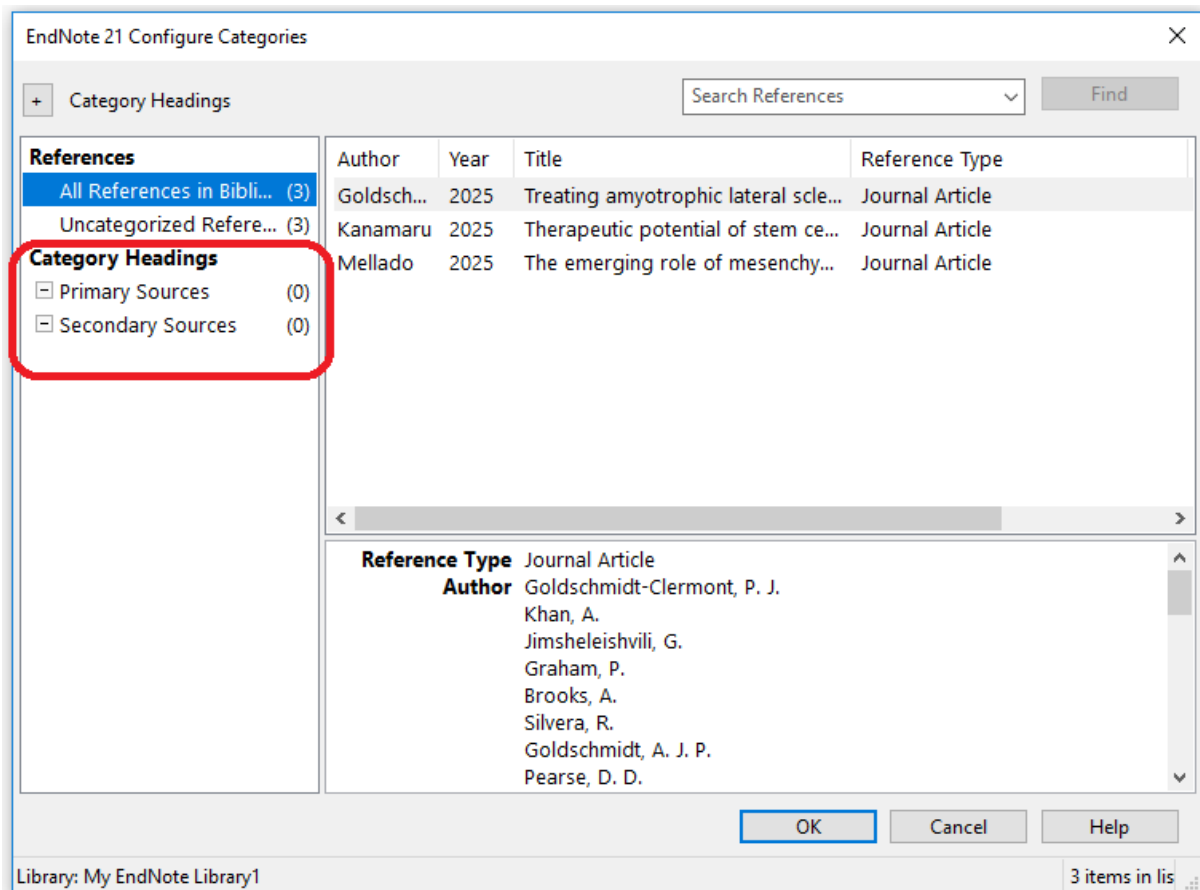 EndNote 21 Configure Categories
+ Category Headings
Search References
Find
References
All References in Bibli... (3)
Uncategorized Refere... (3)
Category Headings
Primary Sources (0)
Secondary Sources (0)
Author Year Title Reference Type
Goldsch... 2025 Treating amyotrophic lateral scle... Journal Article
Kanamaru 2025 Therapeutic potential of stem ce... Journal Article
Mellado 2025 The emerging role of mesenchy... Journal Article
Reference Type Journal Article
Author Goldschmidt-Clermont, P. J.
Khan, A.
Jimsheleishvili, G.
Graham, P.
Brooks, A.
Silvera, R.
Goldschmidt, A. J. P.
Pearse, D. D.
OK Cancel Help
Library: My EndNote Library1 3 items in lis